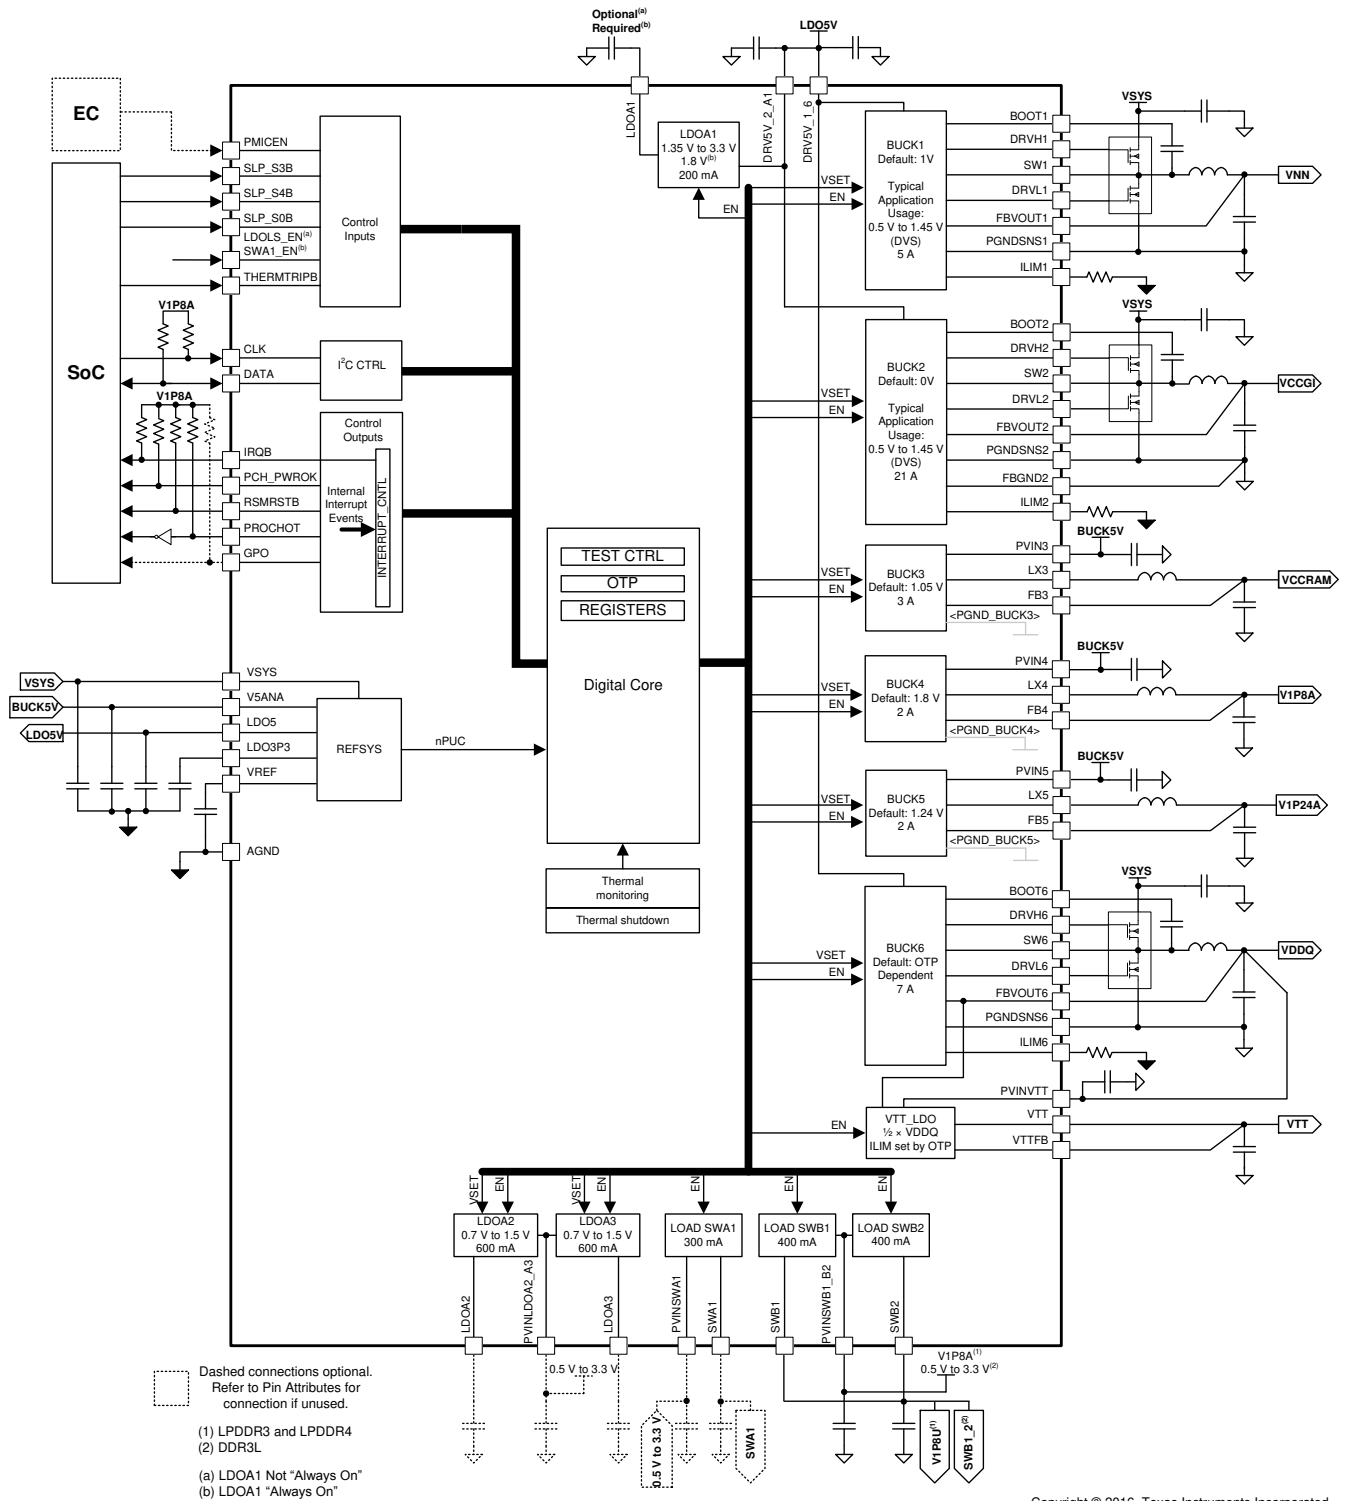 Optional(a)
Required(b)
LDO5V
EC
SoC
PMICEN
SLP_S3B
SLP_S4B
SLP_S0B
LDOLS_EN(a)
SWA1_EN(b)
THERMTRIPB
Control
Inputs
V1P8A
CLK
DATA
I2C CTRL
V1P8A
IRQB
PCH_PWROK
RSMRSTB
PROCHOT
GPO
Control
Outputs
Internal
Interrupt
Events
INTERRUPT_CNTL
LDOA1
DRV5V_2_A1
DRV5V_1_6
LDOA1
1.35 V to 3.3 V
1.8 V(b)
200 mA
EN
VSET
EN
BUCK1
Default: 1V
Typical
Application
Usage:
0.5 V to 1.45 V
(DVS)
5 A
BOOT1
DRVH1
SW1
DRVL1
FBVOUT1
PGNDSNS1
ILIM1
VSYS
VNN
VSET
EN
BUCK2
Default: 0V
Typical
Application
Usage:
0.5 V to 1.45 V
(DVS)
21 A
BOOT2
DRVH2
SW2
DRVL2
FBVOUT2
PGNDSNS2
FBGND2
ILIM2
VSYS
VCCGI
VSET
EN
BUCK3
Default: 1.05 V
3 A
PVIN3
LX3
FB3
<PGND_BUCK3>
BUCK5V
VCCRAM
VSET
EN
BUCK4
Default: 1.8 V
2 A
PVIN4
LX4
FB4
<PGND_BUCK4>
BUCK5V
V1P8A
VSET
EN
BUCK5
Default: 1.24 V
2 A
PVIN5
LX5
FB5
<PGND_BUCK5>
BUCK5V
V1P24A
VSET
EN
BUCK6
Default: OTP
Dependent
7 A
BOOT6
DRVH6
SW6
DRVL6
FBVOUT6
PGNDSNS6
ILIM6
VSYS
VDDQ
PVINVTT
VTT
VTTFB
EN
VTT_LDO
½ × VDDQ
ILIM set by OTP
VTT
TEST CTRL
OTP
REGISTERS
Digital Core
Thermal
monitoring
Thermal shutdown
VSYS
BUCK5V
LDO5V
VSYS
V5ANA
LDO5
LDO3P3
VREF
AGND
REFSYS
nPUC
VSET
EN
VSET
EN
EN
EN
EN
LDOA2
0.7 V to 1.5 V
600 mA
LDOA3
0.7 V to 1.5 V
600 mA
LOAD SWA1
300 mA
LOAD SWB1
400 mA
LOAD SWB2
400 mA
LDOA2
PVINLDOA2_A3
LDOA3
PVINSWA1
SWA1
SWB1
PVINSWB1_B2
SWB2
0.5 V to 3.3 V
0.5 V to 3.3 V
SWA1
V1P8A(1)
0.5 V to 3.3 V(2)
V1P8U(1)
SWB1_2(2)
Dashed connections optional.
Refer to Pin Attributes for
connection if unused.
(1) LPDDR3 and LPDDR4
(2) DDR3L
(a) LDOA1 Not “Always On”
(b) LDOA1 “Always On”
Copyright © 2016, Texas Instruments Incorporated